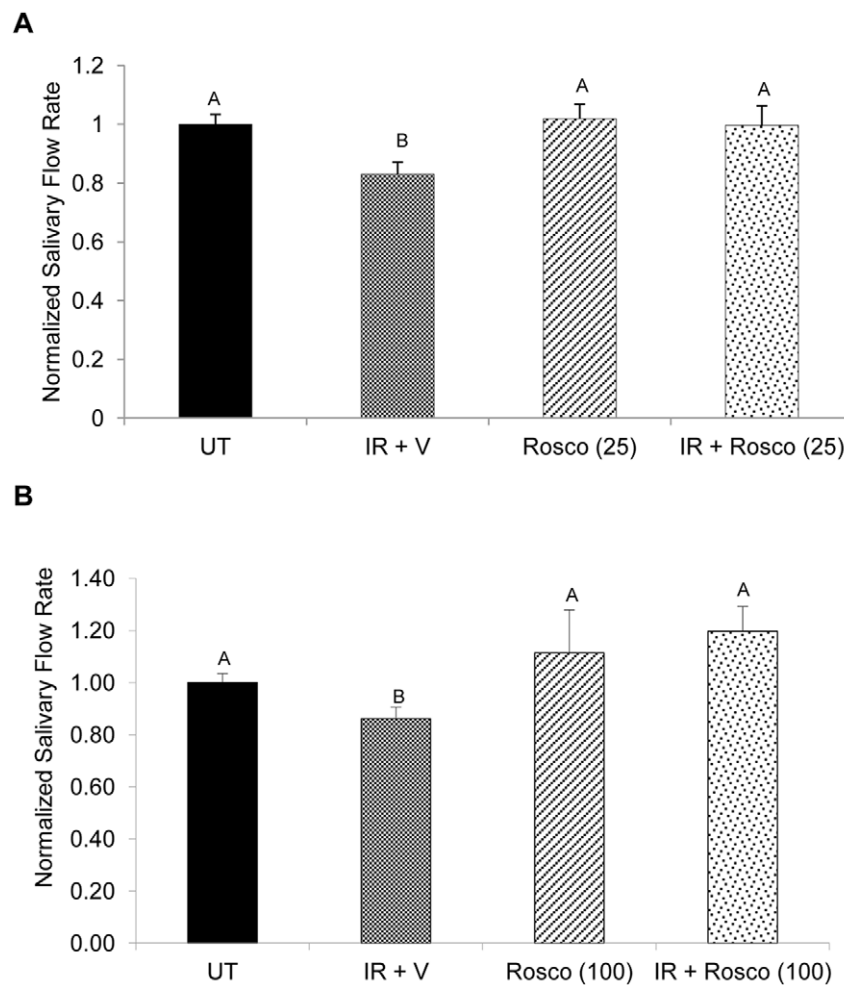 A
Normalized Salivary Flow Rate
1.2
1
0.8
0.6
0.4
0.2
0
A
B
A
A
UT
IR + V
Rosco (25)
IR + Rosco (25)
B
Normalized Salivary Flow Rate
1.40
1.20
1.00
0.80
0.60
0.40
0.20
0.00
A
B
A
A
UT
IR + V
Rosco (100)
IR + Rosco (100)